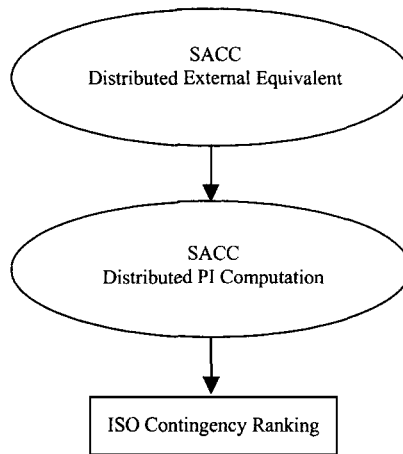 SACC
Distributed External Equivalent
SACC
Distributed PI Computation
ISO Contingency Ranking